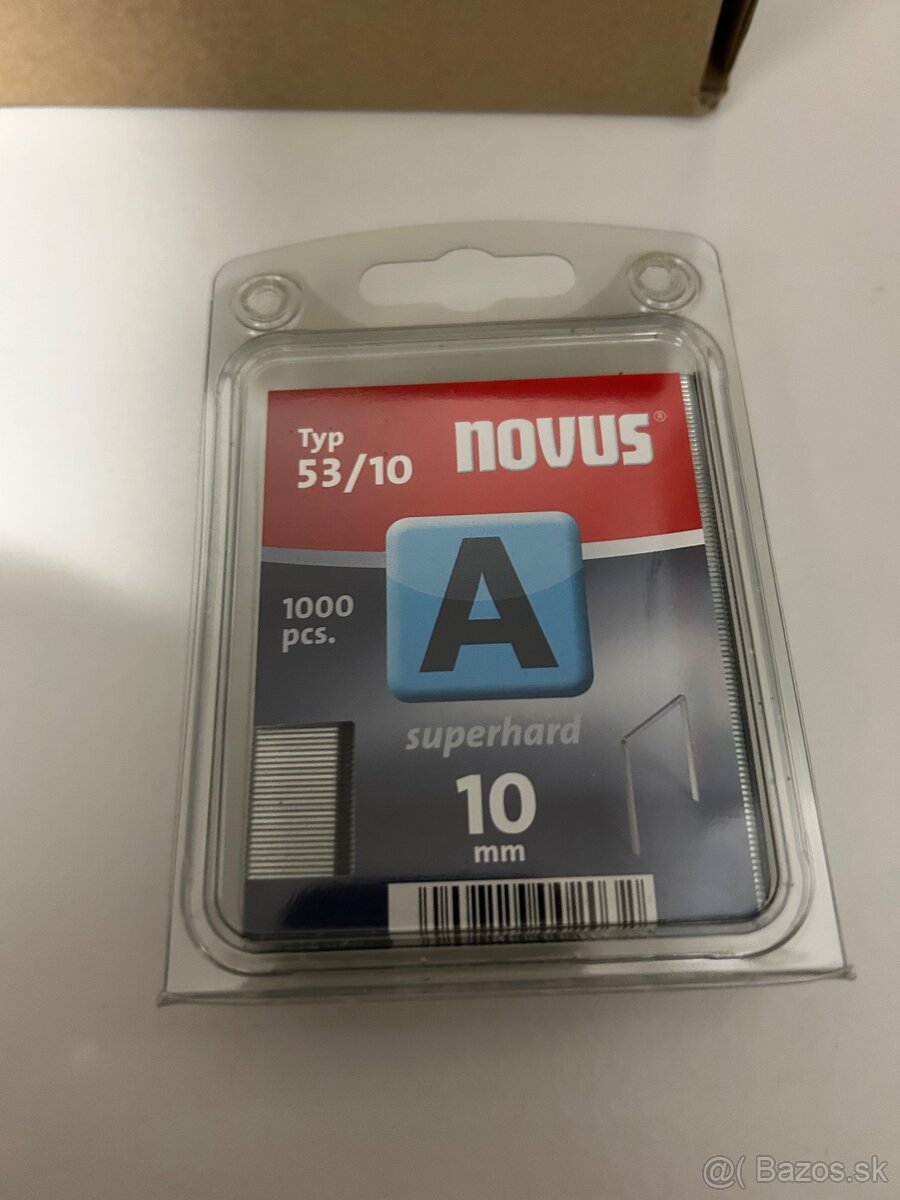 Typ
53/10
novus®
A
1000
pcs.
superhard
10
mm
@( Bazos.sk